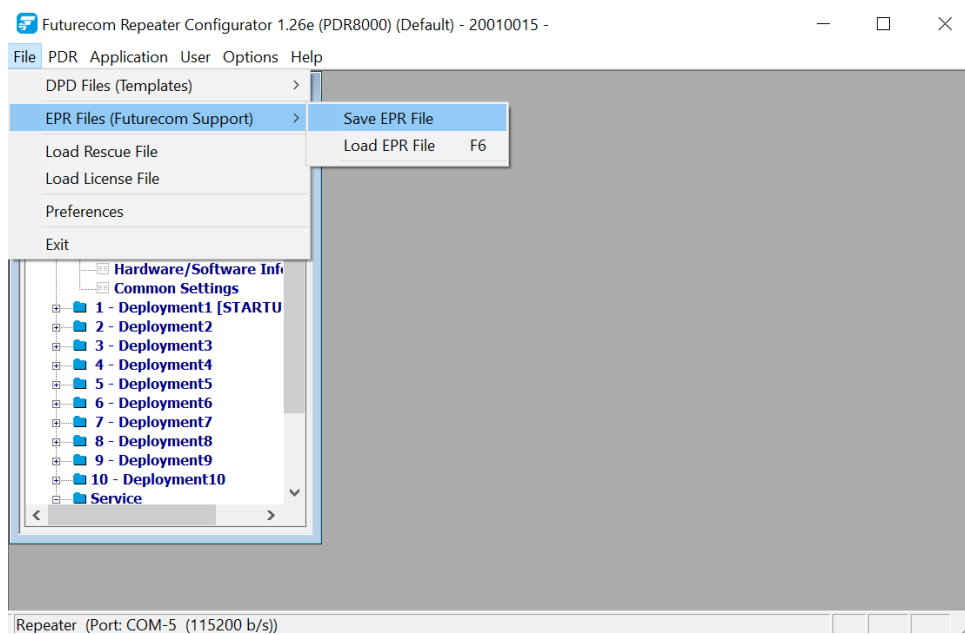 Futurecom Repeater Configurator 1.26e (PDR8000) (Default) - 20010015 -
File PDR Application User Options Help
DPD Files (Templates)
EPR Files (Futurecom Support)
Save EPR File
Load EPR File F6
Load Rescue File
Load License File
Preferences
Exit
Hardware/Software Inf
Common Settings
1 - Deployment1 [STARTU
2 - Deployment2
3 - Deployment3
4 - Deployment4
5 - Deployment5
6 - Deployment6
7 - Deployment7
8 - Deployment8
9 - Deployment9
10 - Deployment10
Service
Repeater (Port: COM-5 (115200 b/s))